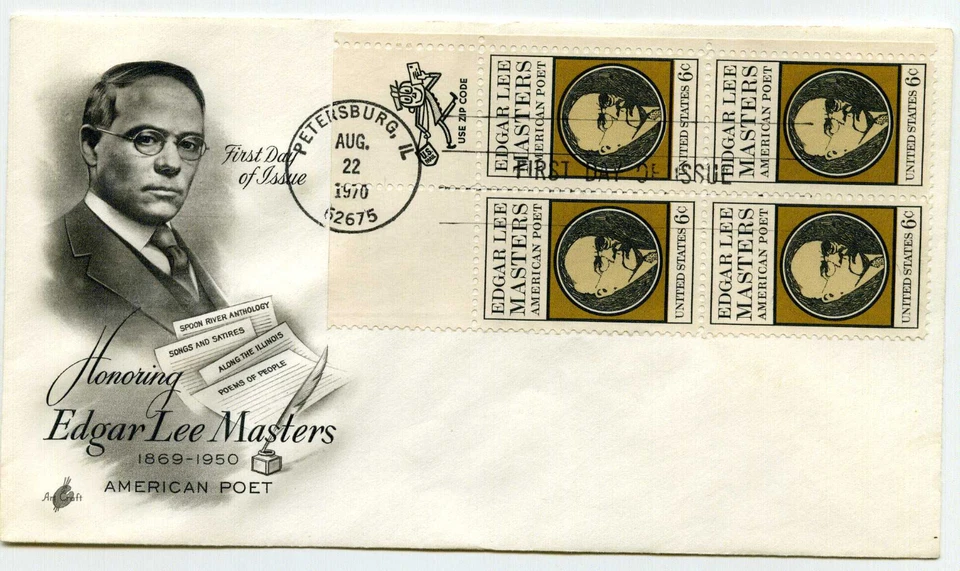 First Day
of Issue
PETERSBURG, IL
AUG.
22
1970
62675
USE ZIP CODE
EDGAR LEE
MASTERS
AMERICAN POET
UNITED STATES 6c
EDGAR LEE
MASTERS
AMERICAN POET
UNITED STATES 6c
FIRST DAY OF ISSUE
EDGAR LEE
MASTERS
AMERICAN POET
UNITED STATES 6c
EDGAR LEE
MASTERS
AMERICAN POET
UNITED STATES 6c
SPOON RIVER ANTHOLOGY
SONGS AND SATIRES
ALONG THE ILLINOIS
POEMS OF PEOPLE
Honoring
Edgar Lee Masters
1869-1950
AMERICAN POET
Art Craft